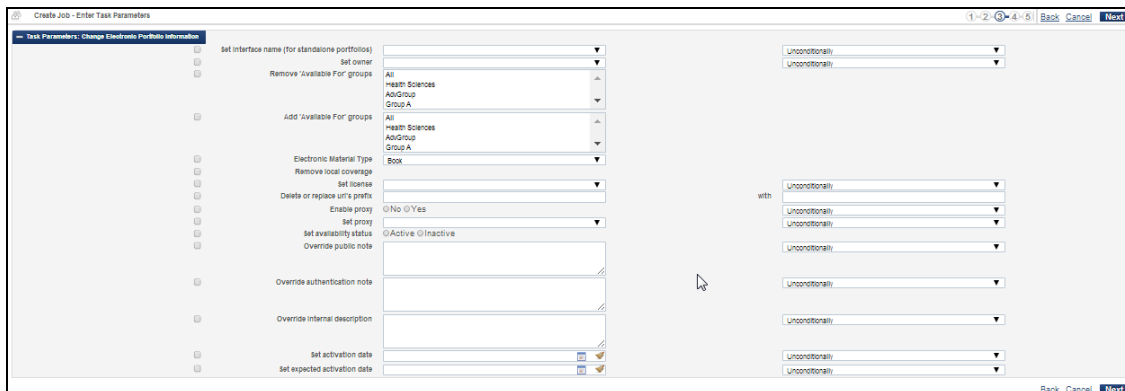 Create Job - Enter Task Parameters 1 2 3 4 5 Back Cancel Next
Task Parameters: Change Electronic Portfolio Information
Set interface name (for standalone portfolios) Unconditionally
Set owner Unconditionally
Remove 'Available For' groups All
Health Sciences
AdvGroup
Group A
Add 'Available For' groups All
Health Sciences
AdvGroup
Group A
Electronic Material Type Book
Remove local coverage
Set license Unconditionally
Delete or replace url's prefix with
Enable proxy No Yes Unconditionally
Set proxy Unconditionally
Set availability status Active Inactive
Override public note Unconditionally
Override authentication note Unconditionally
Override internal description Unconditionally
Set activation date Unconditionally
Set expected activation date Unconditionally
Back Cancel Next